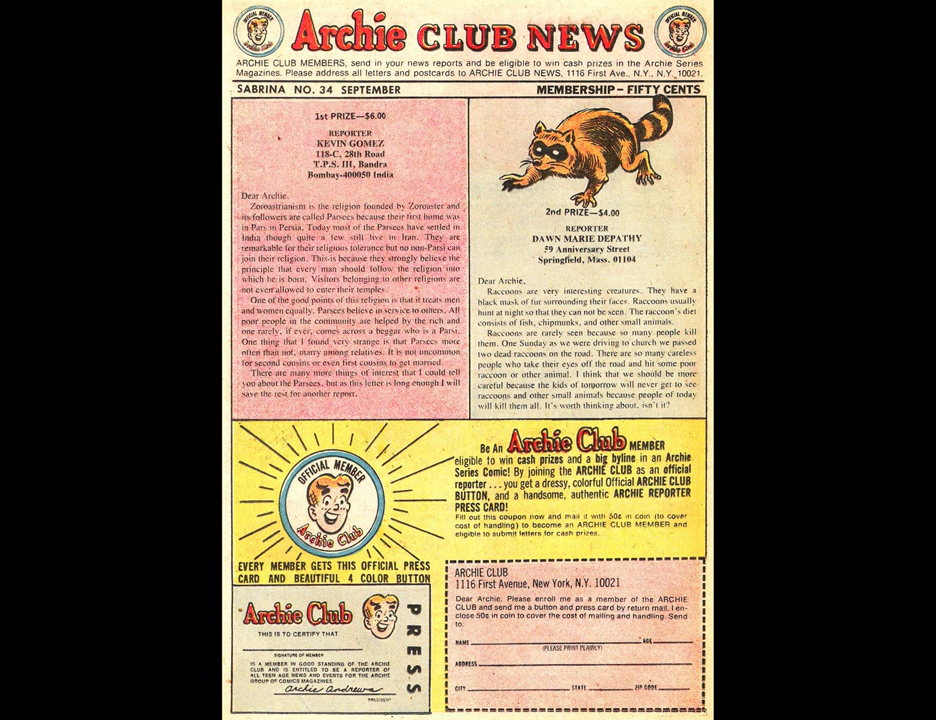 OFFICIAL MEMBER
Archie Club
Archie CLUB NEWS
OFFICIAL MEMBER
Archie Club
ARCHIE CLUB MEMBERS, send in your news reports and be eligible to win cash prizes in the Archie Series
Magazines. Please address all letters and postcards to ARCHIE CLUB NEWS, 1116 First Ave., N.Y., N.Y. 10021.
SABRINA NO. 34 SEPTEMBER
MEMBERSHIP – FIFTY CENTS
1st PRIZE—$6.00
REPORTER
KEVIN GOMEZ
118-C, 28th Road
T.P.S. III, Bandra
Bombay-400050 India
Dear Archie,
Zoroastrianism is the religion founded by Zoroaster and
its followers are called Parsees because their first home was
in Pars in Persia. Today most of the Parsees have settled in
India though quite a few still live in Iran. They are
remarkable for their religious tolerance but no non-Parsi can
join their religion. This is because they strongly believe the
principle that every man should follow the religion into
which he is born. Visitors belonging to other religions are
not even allowed to enter their temples.
One of the good points of this religion is that it treats men
and women equally. Parsees believe in service to others. All
poor people in the community are helped by the rich and
one rarely, if ever, comes across a beggar who is a Parsi.
One thing that I found very strange is that Parsees more
often than not, marry among relatives. It is not uncommon
for second cousins or even first cousins to get married.
There are many more things of interest that I could tell
you about the Parsees, but as this letter is long enough I will
save the rest for another report.
2nd PRIZE—$4.00
REPORTER
DAWN MARIE DEPATHY
59 Anniversary Street
Springfield, Mass. 01104
Dear Archie,
Raccoons are very interesting creatures. They have a
black mask of fur surrounding their faces. Raccoons usually
hunt at night so that they can not be seen. The raccoon's diet
consists of fish, chipmunks, and other small animals.
Raccoons are rarely seen because so many people kill
them. One Sunday as we were driving to church we passed
two dead raccoons on the road. There are so many careless
people who take their eyes off the road and hit some poor
raccoon or other animal. I think that we should be more
careful because the kids of tomorrow will never get to see
raccoons and other small animals because people of today
will kill them all. It's worth thinking about, isn't it?
OFFICIAL MEMBER
Archie Club
EVERY MEMBER GETS THIS OFFICIAL PRESS
CARD AND BEAUTIFUL 4 COLOR BUTTON
Be An Archie Club MEMBER
eligible to win cash prizes and a big byline in an Archie
Series Comic! By joining the ARCHIE CLUB as an official
reporter . . . you get a dressy, colorful Official ARCHIE CLUB
BUTTON, and a handsome, authentic ARCHIE REPORTER
PRESS CARD!
Fill out this coupon now and mail it with 50¢ in coin (to cover
cost of handling) to become an ARCHIE CLUB MEMBER and
eligible to submit letters for cash prizes.
Archie Club
THIS IS TO CERTIFY THAT
SIGNATURE OF MEMBER
IS A MEMBER IN GOOD STANDING OF THE ARCHIE
CLUB AND IS ENTITLED TO BE A REPORTER OF
ALL TEEN AGE NEWS AND EVENTS FOR THE ARCHIE
GROUP OF COMICS MAGAZINES.
Archie Andrews
PRESIDENT
PRESS
ARCHIE CLUB
1116 First Avenue, New York, N.Y. 10021
Dear Archie: Please enroll me as a member of the ARCHIE
CLUB and send me a button and press card by return mail. I en-
close 50¢ in coin to cover the cost of mailing and handling. Send
to:
NAME AGE
(PLEASE PRINT PLAINLY)
ADDRESS
CITY STATE ZIP CODE